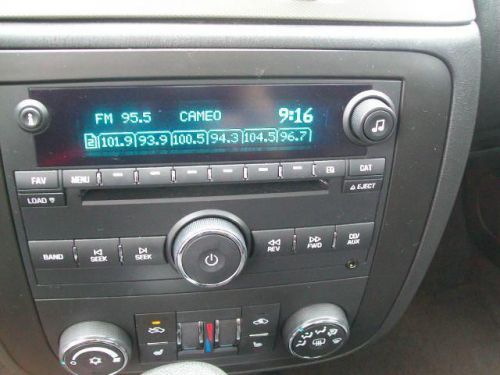 FM 95.5 CAMEO 9:16
2 101.9 93.9 100.5 94.3 104.5 96.7
FAV MENU EQ CAT
LOAD EJECT
BAND SEEK SEEK REV FWD CD/AUX